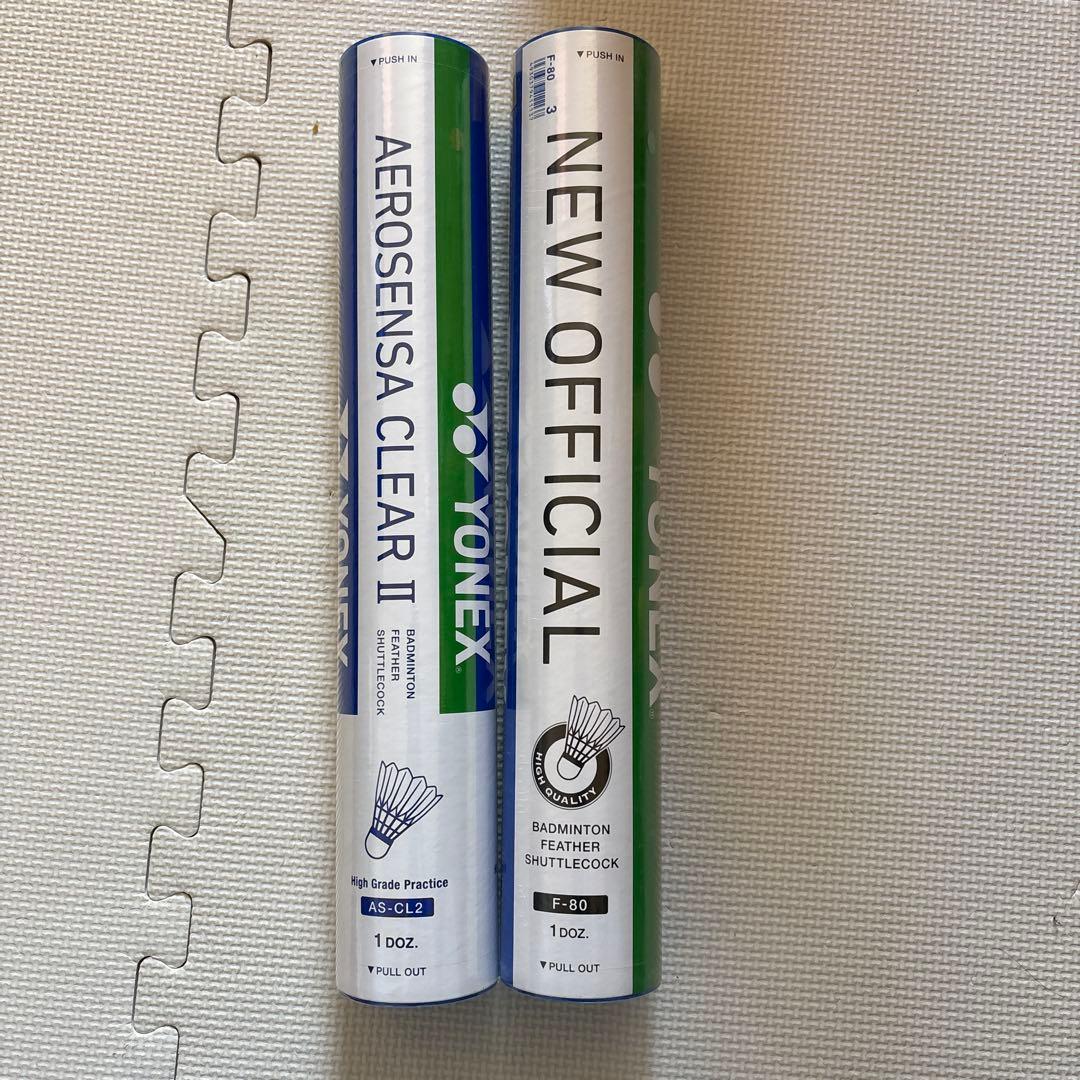 ▼PUSH IN
AEROSENSA CLEAR Ⅱ
BADMINTON
FEATHER
SHUTTLECOCK
High Grade Practice
AS-CL2
1 DOZ.
▼PULL OUT
YONEX®
YONEX
▼PUSH IN
F-80 3
NEW OFFICIAL
HIGH QUALITY
BADMINTON
FEATHER
SHUTTLECOCK
F-80
1 DOZ.
▼PULL OUT
YONEX®